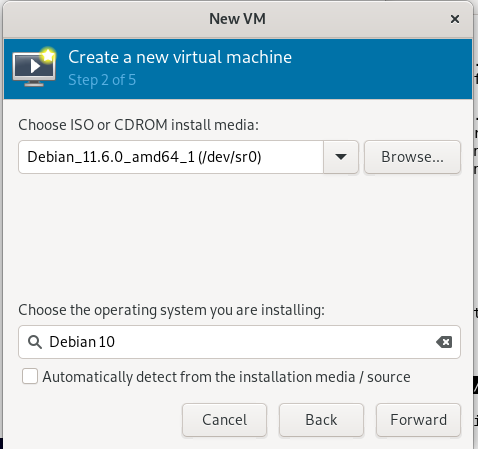 New VM
Create a new virtual machine
Step 2 of 5
Choose ISO or CDROM install media:
Debian_11.6.0_amd64_1 (/dev/sr0)
Browse...
Choose the operating system you are installing:
Debian 10
Automatically detect from the installation media / source
Cancel
Back
Forward